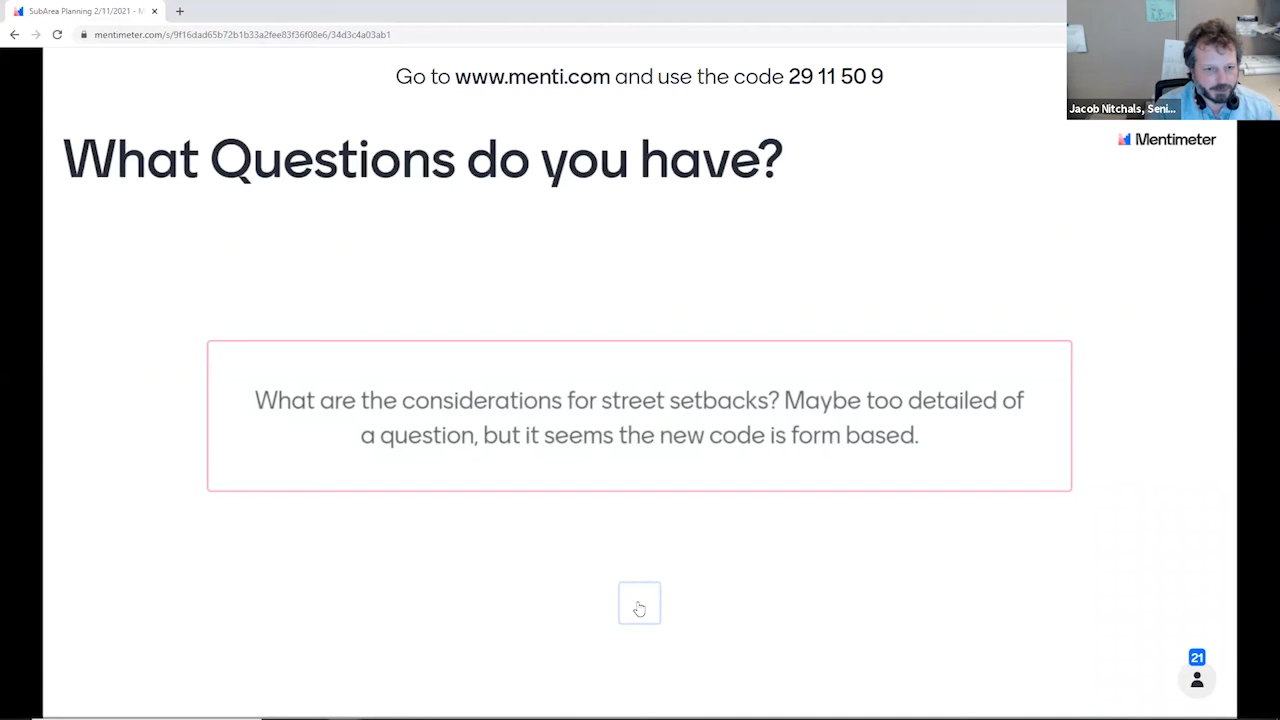 SubArea Planning 2/11/2021 - M
mentimeter.com/s/9f16dad65b72b1b33a2fee83f36f08e6/34d3c4a03ab1
Go to www.menti.com and use the code 29 11 50 9
Jacob Nitchals, Seni...
Mentimeter
What Questions do you have?
What are the considerations for street setbacks? Maybe too detailed of
a question, but it seems the new code is form based.
21